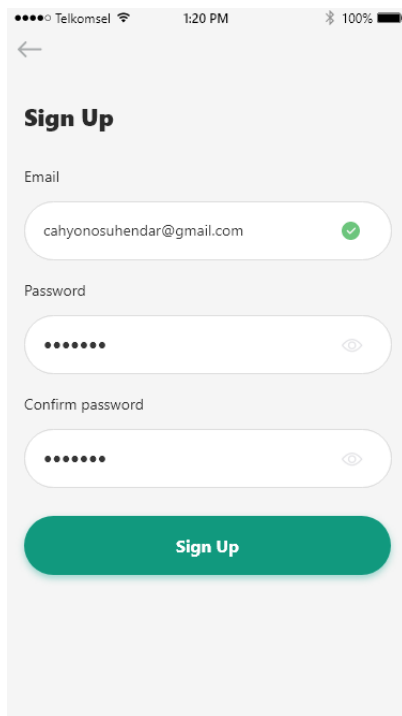 Telkomsel 1:20 PM 100%
Sign Up
Email
cahyonosuhendar@gmail.com
Password
•••••••
Confirm password
•••••••
Sign Up